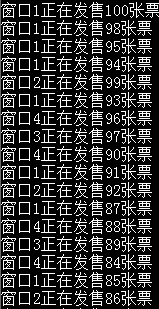 窗口1正在发售100张票
窗口1正在发售98张票
窗口1正在发售95张票
窗口1正在发售94张票
窗口2正在发售99张票
窗口1正在发售93张票
窗口4正在发售96张票
窗口3正在发售97张票
窗口4正在发售90张票
窗口1正在发售91张票
窗口2正在发售92张票
窗口1正在发售87张票
窗口4正在发售88张票
窗口3正在发售89张票
窗口4正在发售84张票
窗口1正在发售85张票
窗口2正在发售86张票